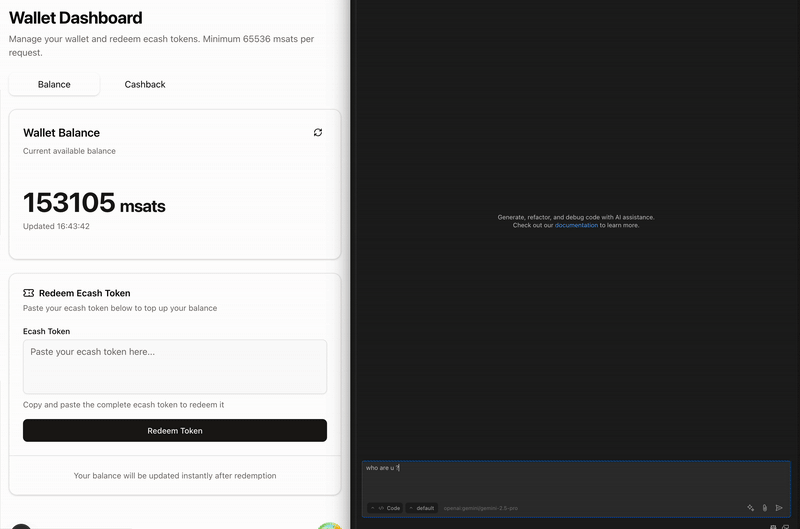 Wallet Dashboard
Manage your wallet and redeem ecash tokens. Minimum 65536 msats per
request.
Balance
Cashback
Wallet Balance
Current available balance
153105 msats
Updated 16:43:42
Redeem Ecash Token
Paste your ecash token below to top up your balance
Ecash Token
Paste your ecash token here...
Copy and paste the complete ecash token to redeem it
Redeem Token
Your balance will be updated instantly after redemption
Generate, refactor, and debug code with AI assistance.
Check out our documentation to learn more.
who are u ?
</> Code
default
openai:gemini/gemini-2.5-pro